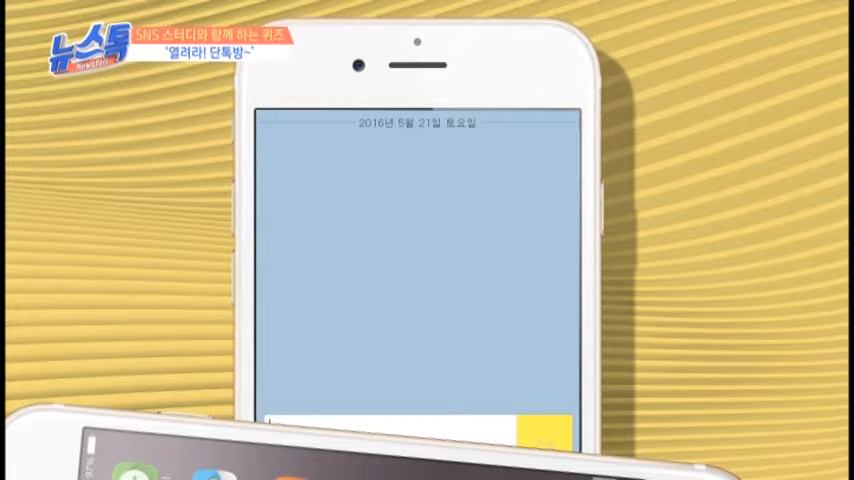 뉴스톡
Newstalk
SNS 스터디와 함께 하는 퀴즈
‘열려라! 단톡방~’
2016년 5월 21일 토요일
97%